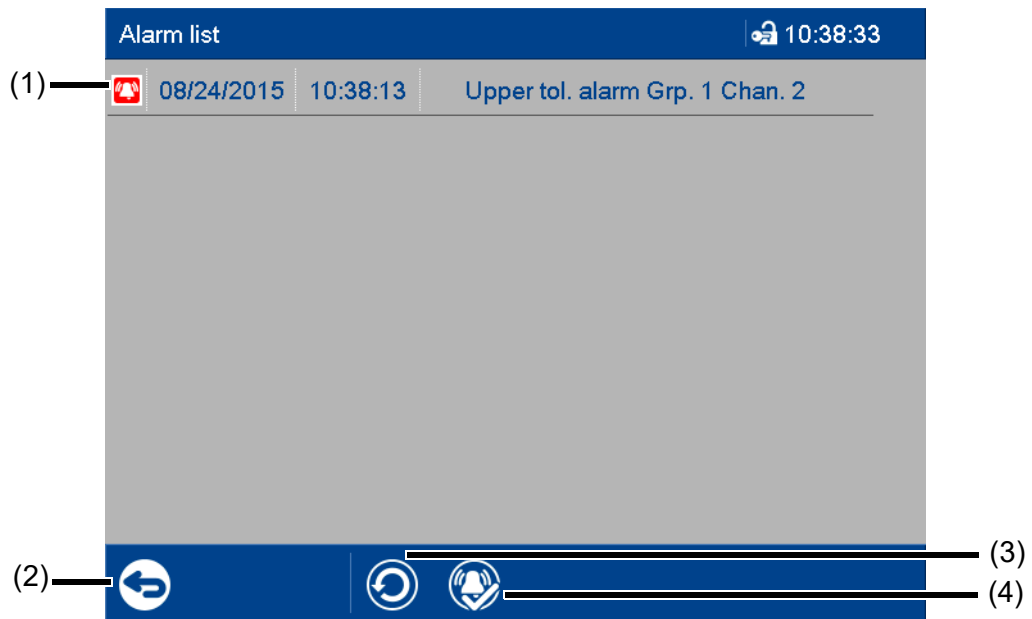 Alarm list 10:38:33
(1) 08/24/2015 10:38:13 Upper tol. alarm Grp. 1 Chan. 2
(3)
(2)
(4)